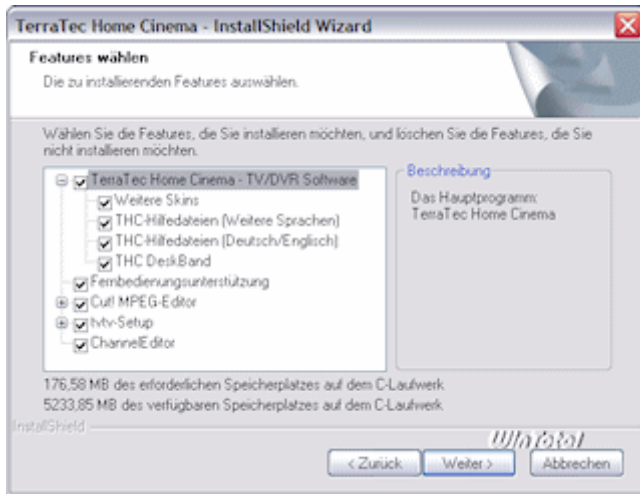 TerraTec Home Cinema - InstallShield Wizard
Features wählen
Die zu installierenden Features auswählen.
Wählen Sie die Features, die Sie installieren möchten, und löschen Sie die Features, die Sie
nicht installieren möchten.
TerraTec Home Cinema - TV/DVR Software
Weitere Skins
THC-Hilfedateien (Weitere Sprachen)
THC-Hilfedateien (Deutsch/Englisch)
THC DeskBand
Fernbedienungsunterstützung
Cut! MPEG-Editor
tvtv-Setup
ChannelEditor
Beschreibung
Das Hauptprogramm:
TerraTec Home Cinema
176,58 MB des erforderlichen Speicherplatzes auf dem C-Laufwerk
5233,85 MB des verfügbaren Speicherplatzes auf dem C-Laufwerk
InstallShield
WinTotal
< Zurück
Weiter >
Abbrechen